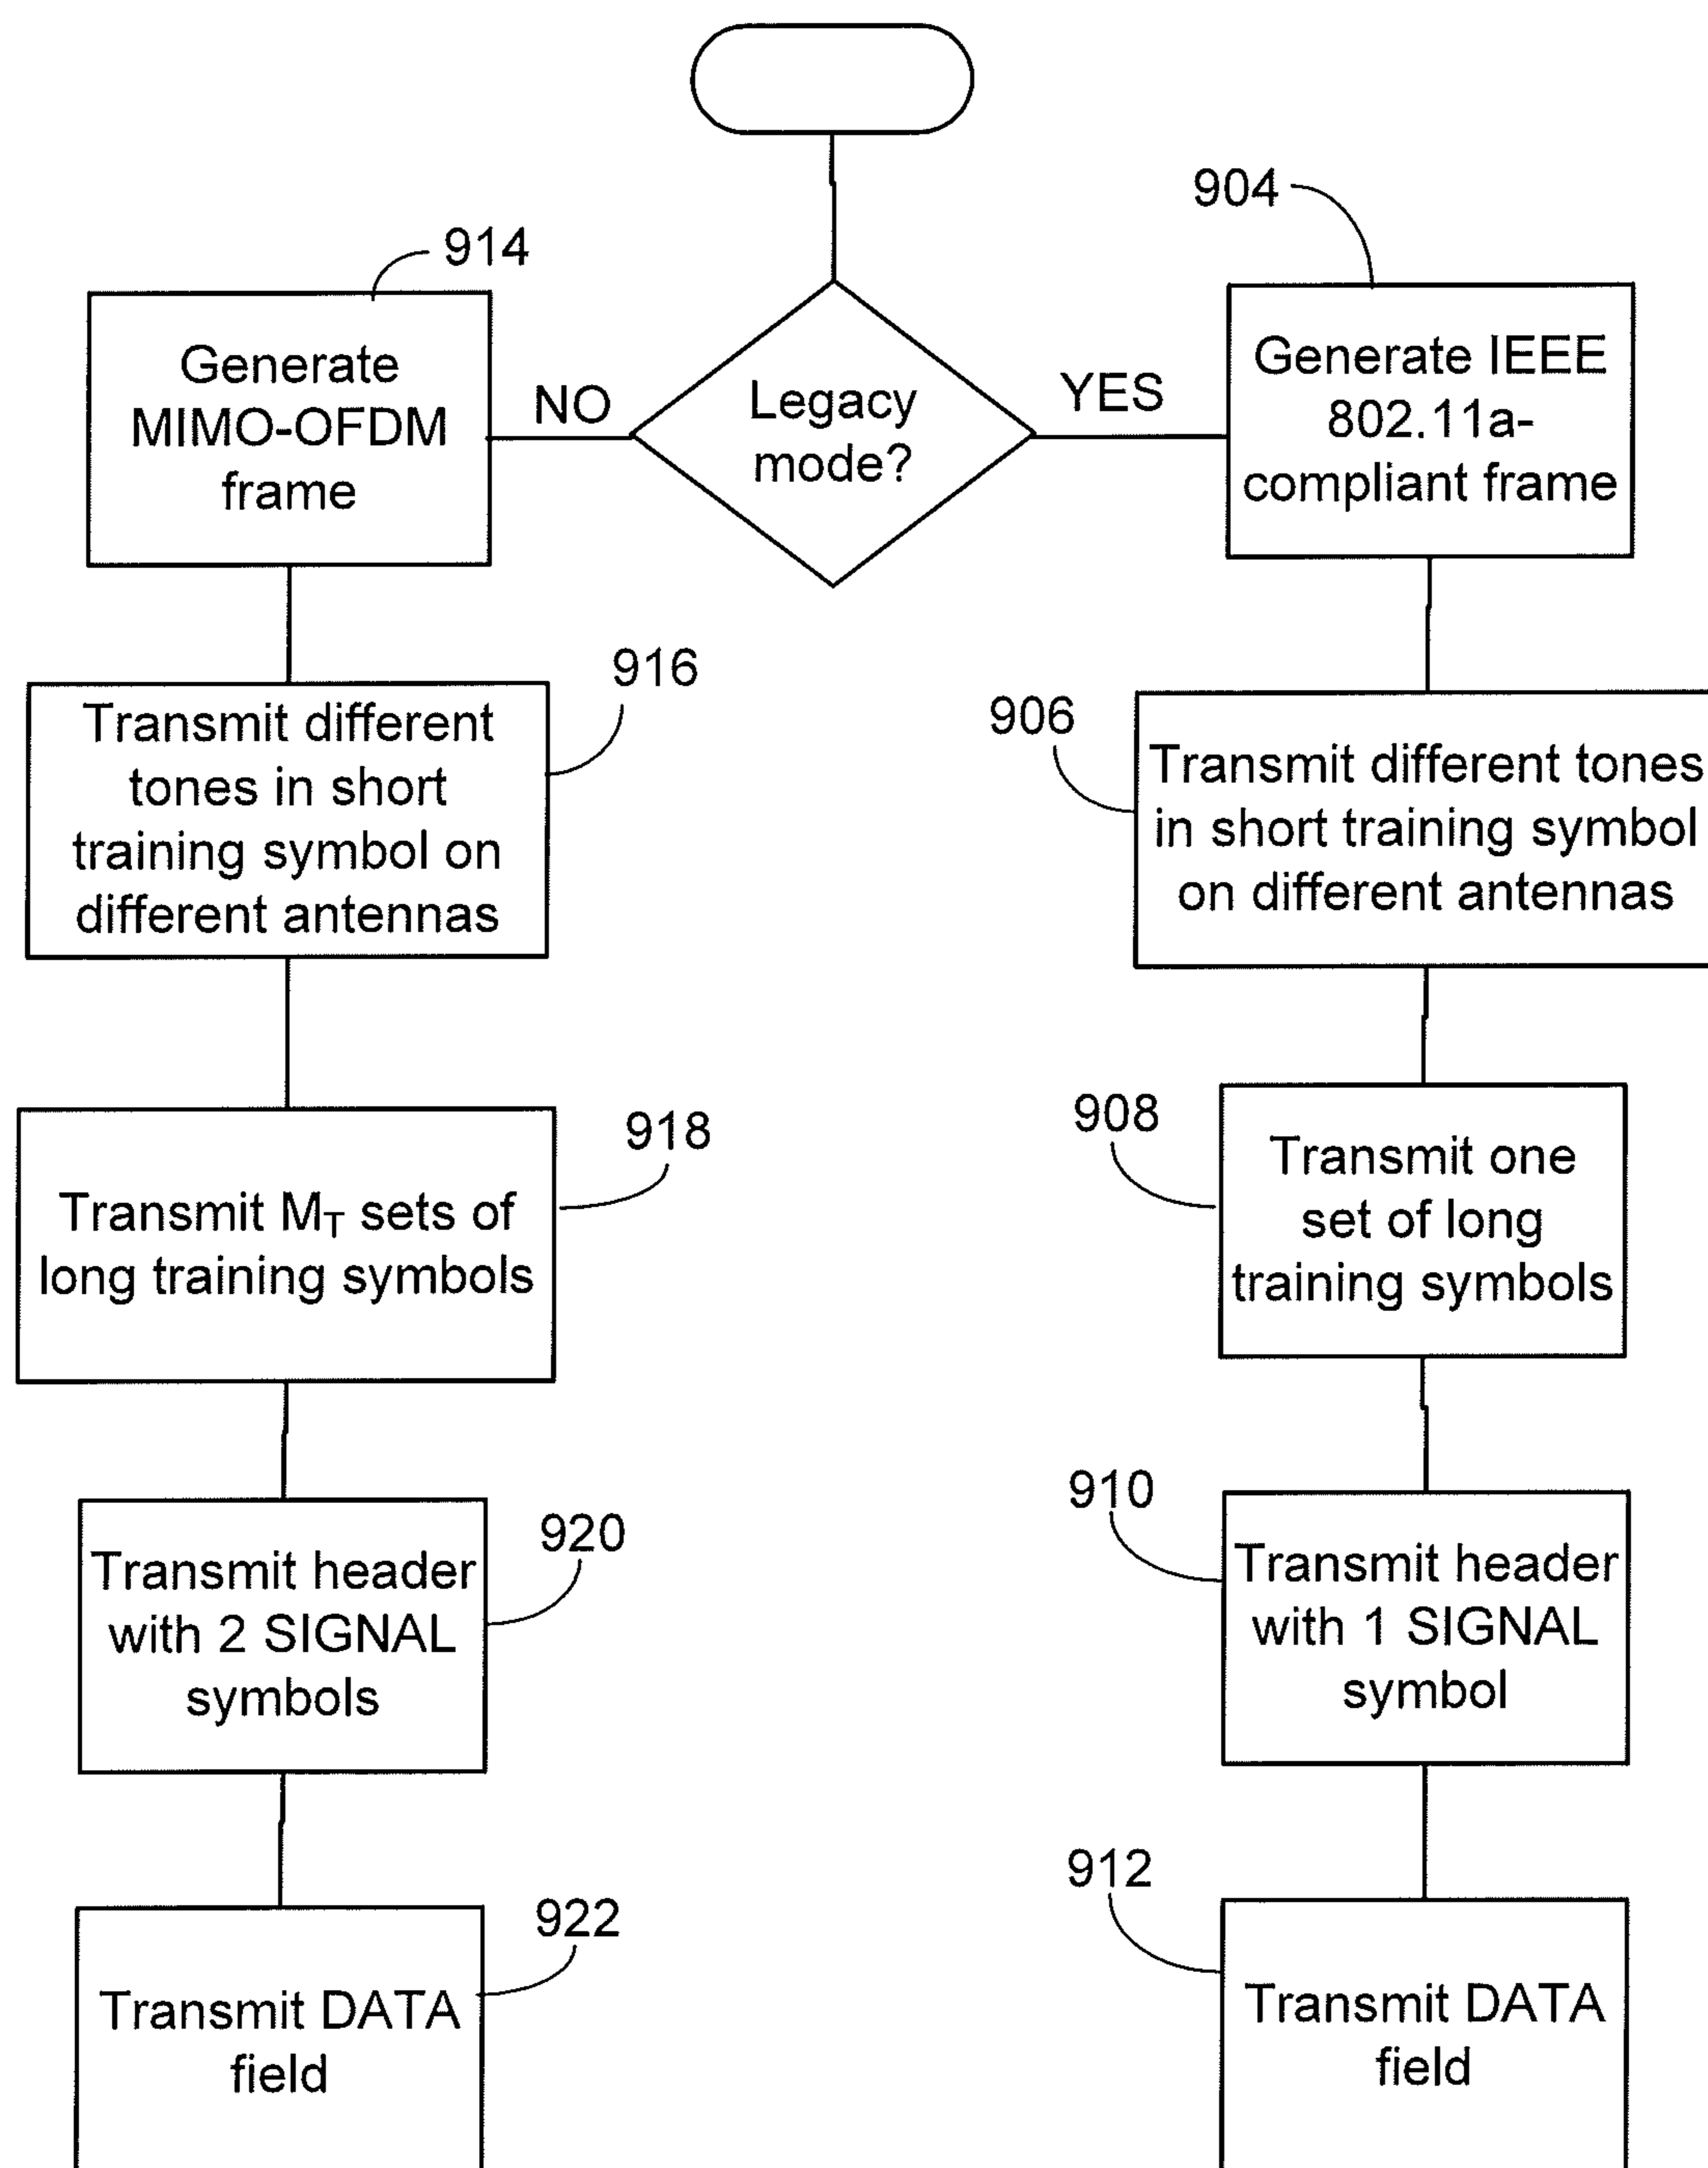 904
914
Generate
MIMO-OFDM
frame
NO
Legacy
mode?
YES
Generate IEEE
802.11a-
compliant frame
916
Transmit different
tones in short
training symbol on
different antennas
906
Transmit different tones
in short training symbol
on different antennas
918
Transmit MT sets of
long training symbols
908
Transmit one
set of long
training symbols
920
Transmit header
with 2 SIGNAL
symbols
910
Transmit header
with 1 SIGNAL
symbol
922
Transmit DATA
field
912
Transmit DATA
field